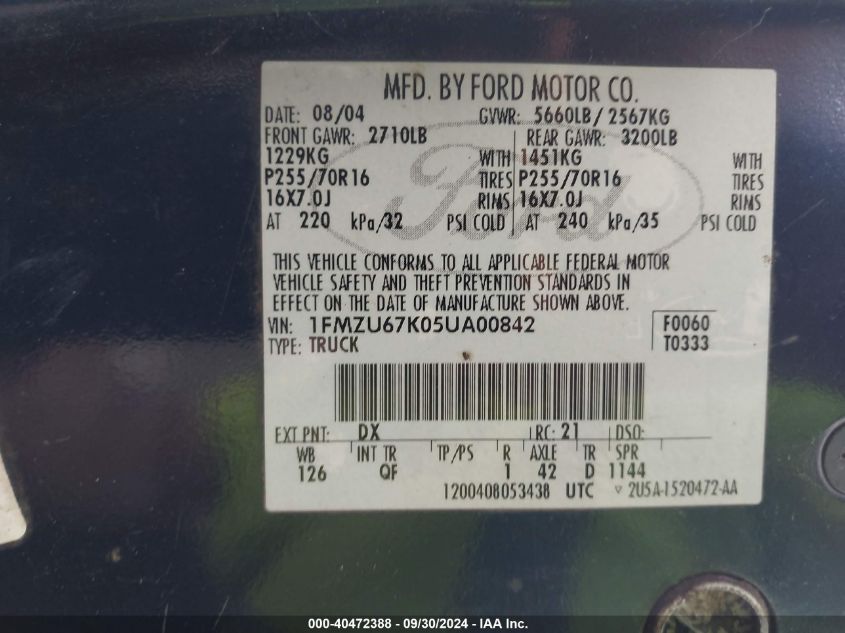 MFD. BY FORD MOTOR CO.
DATE: 08/04 GVWR: 5660LB/ 2567KG
FRONT GAWR: 2710LB REAR GAWR: 3200LB
1229KG WITH 1451KG WITH
P255/70R16 TIRES P255/70R16 TIRES
16X7.0J RIMS 16X7.0J RIMS
AT 220 kPa/32 PSI COLD AT 240 kPa/35 PSI COLD
Ford
THIS VEHICLE CONFORMS TO ALL APPLICABLE FEDERAL MOTOR
VEHICLE SAFETY AND THEFT PREVENTION STANDARDS IN
EFFECT ON THE DATE OF MANUFACTURE SHOWN ABOVE.
VIN: 1FMZU67K05UA00842 F0060
TYPE: TRUCK T0333
EXT PNT: DX RC: 21 DSO:
WB INT TR TP/PS R AXLE TR SPR
126 QF 1 42 D 1144
1200408053438 UTC ▽ 2U5A-1520472-AA
000-40472388 - 09/30/2024 - IAA Inc.